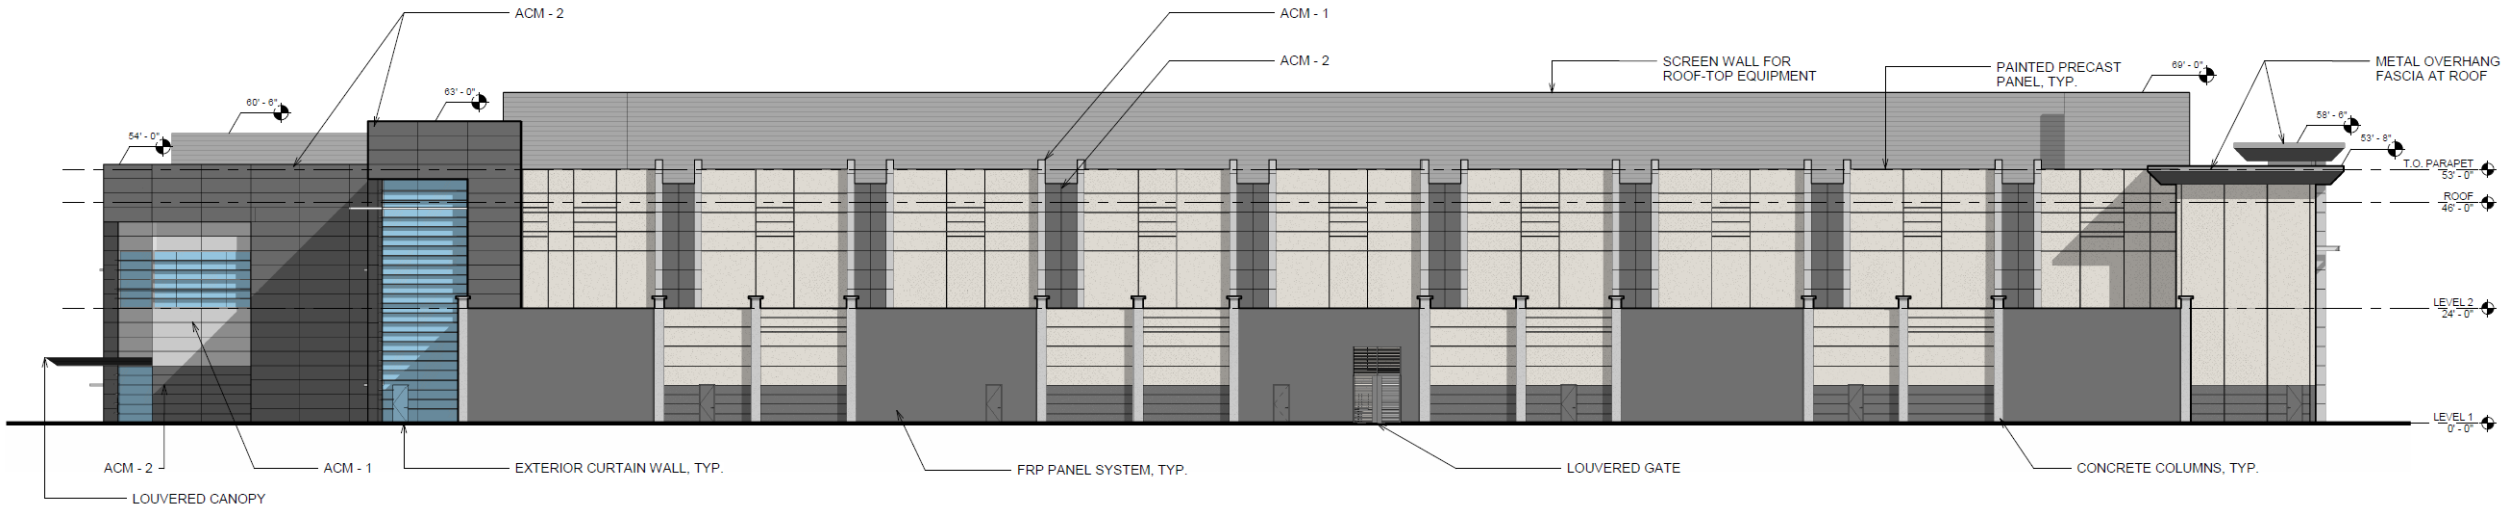 ACM - 2
ACM - 1
ACM - 2
SCREEN WALL FOR
ROOF-TOP EQUIPMENT
PAINTED PRECAST
PANEL, TYP.
METAL OVERHANG
FASCIA AT ROOF
69' - 0"
63' - 0"
60' - 6"
54' - 0"
58' - 6"
53' - 8"
T.O. PARAPET
53' - 0"
ROOF
46' - 0"
LEVEL 2
24' - 0"
LEVEL 1
0' - 0"
ACM - 2
ACM - 1
EXTERIOR CURTAIN WALL, TYP.
FRP PANEL SYSTEM, TYP.
LOUVERED GATE
CONCRETE COLUMNS, TYP.
LOUVERED CANOPY